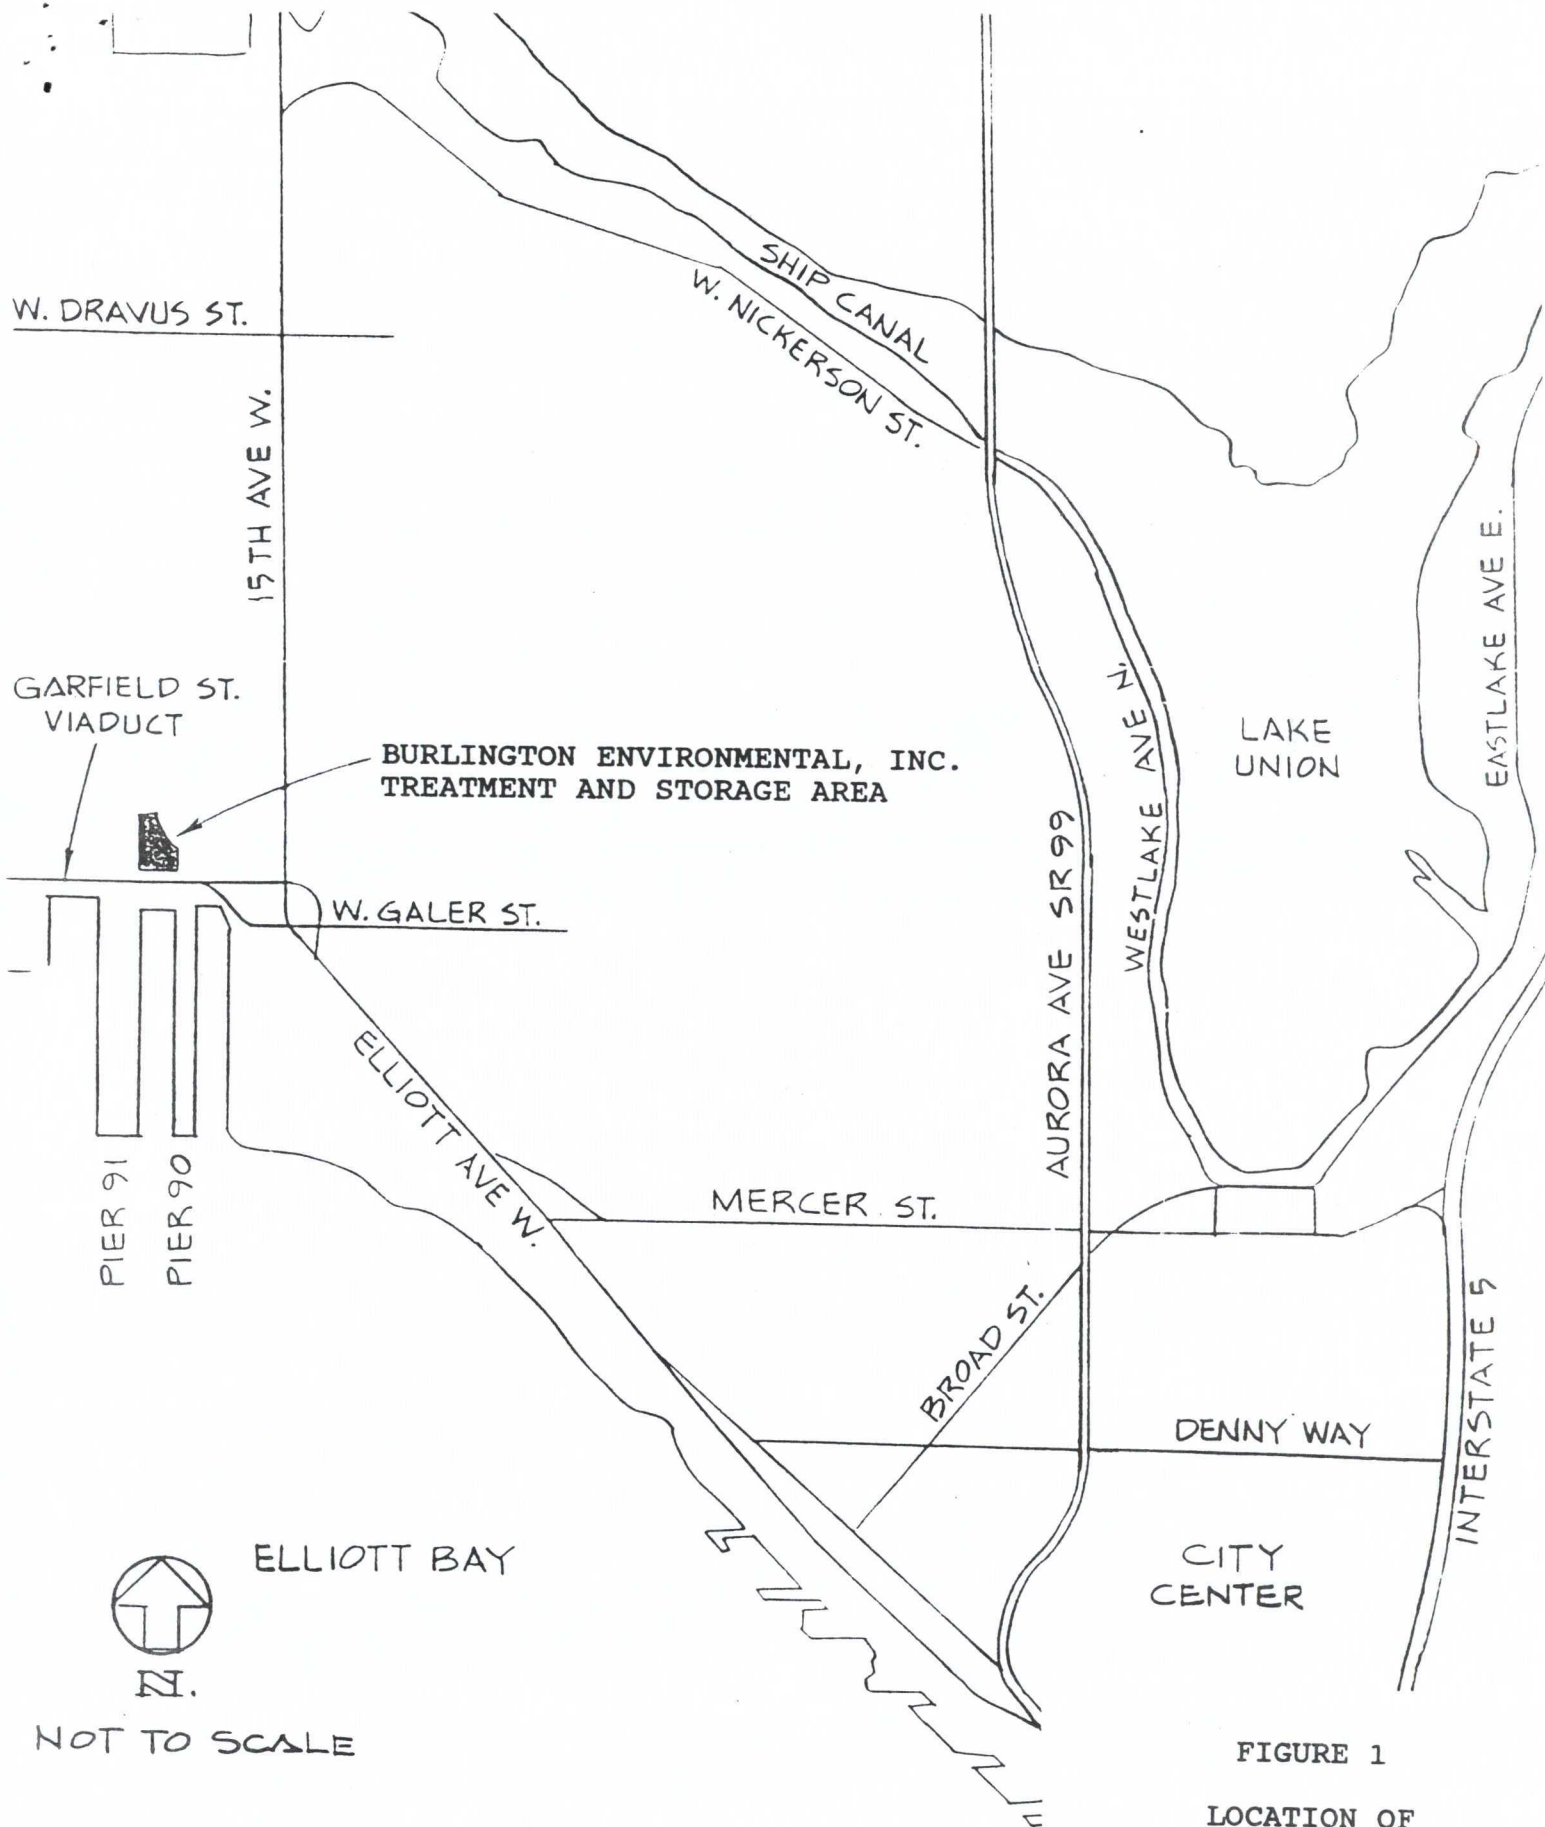 SHIP CANAL
W. NICKERSON ST.
W. DRAVUS ST.
15TH AVE W.
EASTLAKE AVE E.
GARFIELD ST.
VIADUCT
BURLINGTON ENVIRONMENTAL, INC.
TREATMENT AND STORAGE AREA
LAKE
UNION
WESTLAKE AVE N.
AURORA AVE SR 99
W. GALER ST.
ELLIOTT AVE W.
PIER 91
PIER 90
MERCER ST.
BROAD ST.
INTERSTATE 5
DENNY WAY
CITY
CENTER
ELLIOTT BAY
N.
NOT TO SCALE
FIGURE 1
LOCATION OF